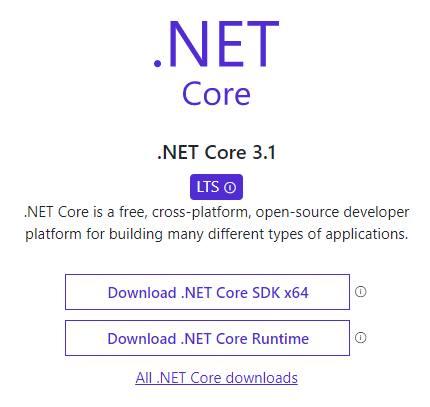 .NET
Core
.NET Core 3.1
LTS
.NET Core is a free, cross-platform, open-source developer
platform for building many different types of applications.
Download .NET Core SDK x64
Download .NET Core Runtime
All .NET Core downloads